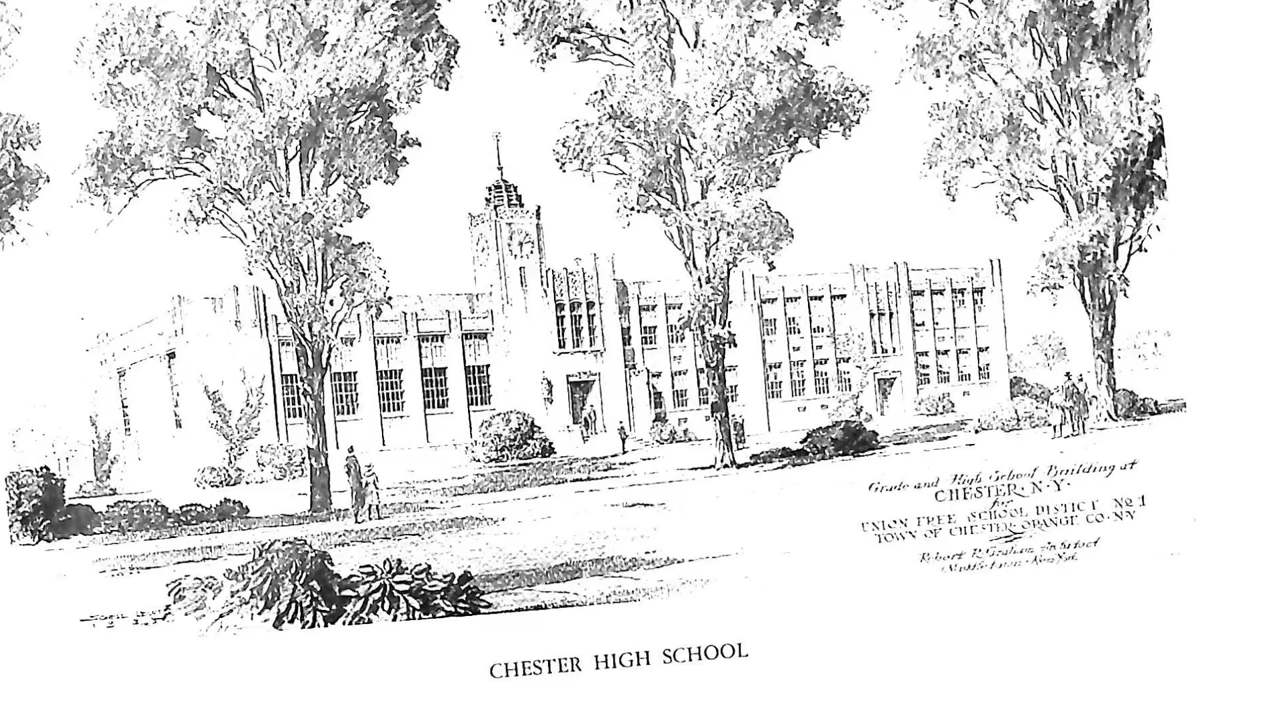 Grade and High School Building at
CHESTER, N·Y·
for
UNION FREE SCHOOL DISTICT No 1
TOWN OF CHESTER ORANGE CO·NY
Robert R. Graham Architect
Middletown · New York
CHESTER HIGH SCHOOL